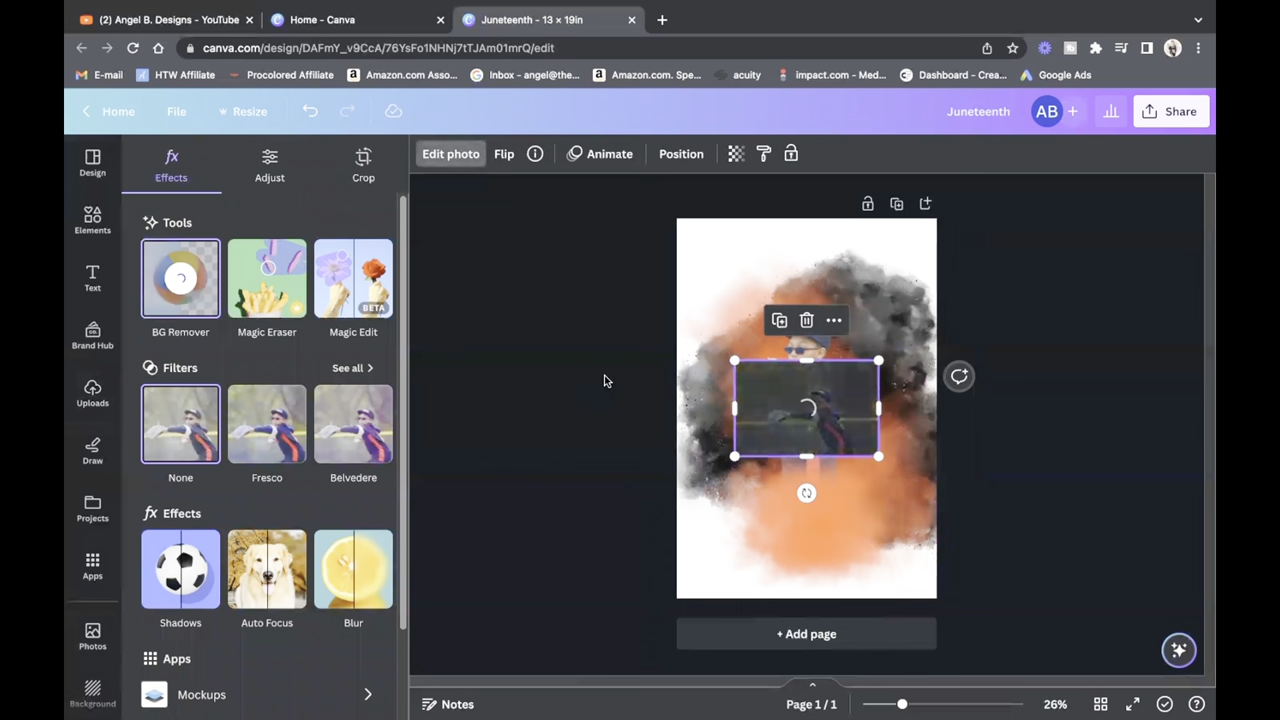 (2) Angel B. Designs - YouTube
Home - Canva
Juneteenth - 13 × 19in
canva.com/design/DAFmY_v9CcA/76YsFo1NHNj7tTJAm01mrQ/edit
E-mail
HTW Affiliate
Procolored Affiliate
Amazon.com Asso...
Inbox - angel@the...
Amazon.com. Spe...
acuity
impact.com - Med...
Dashboard - Crea...
Google Ads
Home
File
Resize
Juneteenth
AB
Share
Design
Elements
Text
Brand Hub
Uploads
Draw
Projects
Apps
Photos
Background
Effects
Adjust
Crop
Edit photo
Flip
Animate
Position
Tools
BG Remover
Magic Eraser
BETA
Magic Edit
Filters
See all
None
Fresco
Belvedere
fx Effects
Shadows
Auto Focus
Blur
Apps
Mockups
+ Add page
Notes
Page 1 / 1
26%